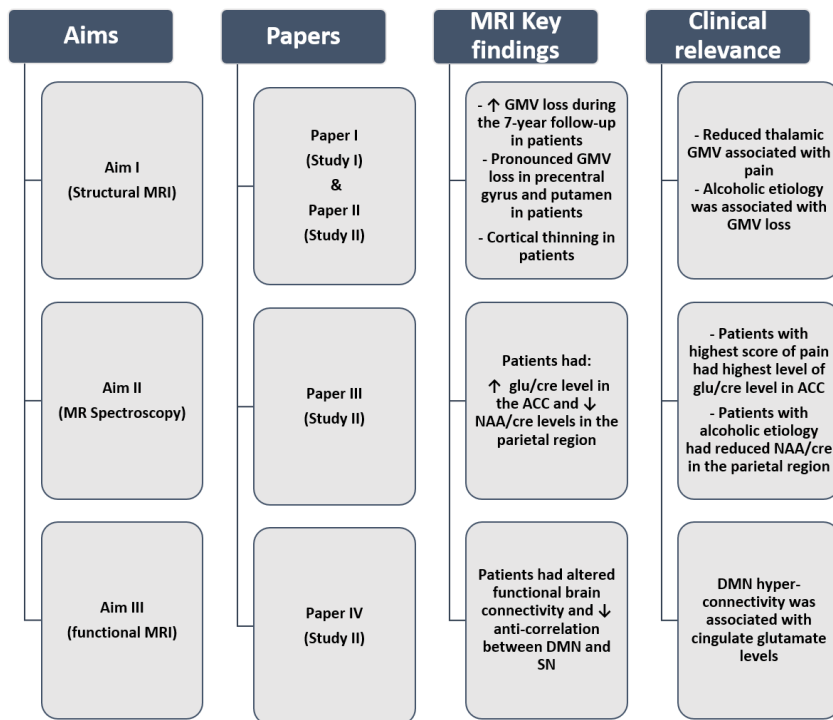 Aims
Papers
MRI Key
findings
Clinical
relevance
Aim I
(Structural MRI)
Paper I
(Study I)
&
Paper II
(Study II)
- ↑ GMV loss during
the 7-year follow-up
in patients
- Pronounced GMV
loss in precentral
gyrus and putamen in
patients
- Cortical thinning in
patients
- Reduced thalamic
GMV associated with
pain
- Alcoholic etiology
was associated with
GMV loss
Aim II
(MR Spectroscopy)
Paper III
(Study II)
Patients had:
↑ glu/cre level in
the ACC and ↓
NAA/cre levels in the
parietal region
- Patients with
highest score of pain
had highest level of
glu/cre level in ACC
- Patients with
alcoholic etiology
had reduced NAA/cre
in the parietal region
Aim III
(functional MRI)
Paper IV
(Study II)
Patients had altered
functional brain
connectivity and ↓
anti-correlation
between DMN and
SN
DMN hyper-
connectivity was
associated with
cingulate glutamate
levels